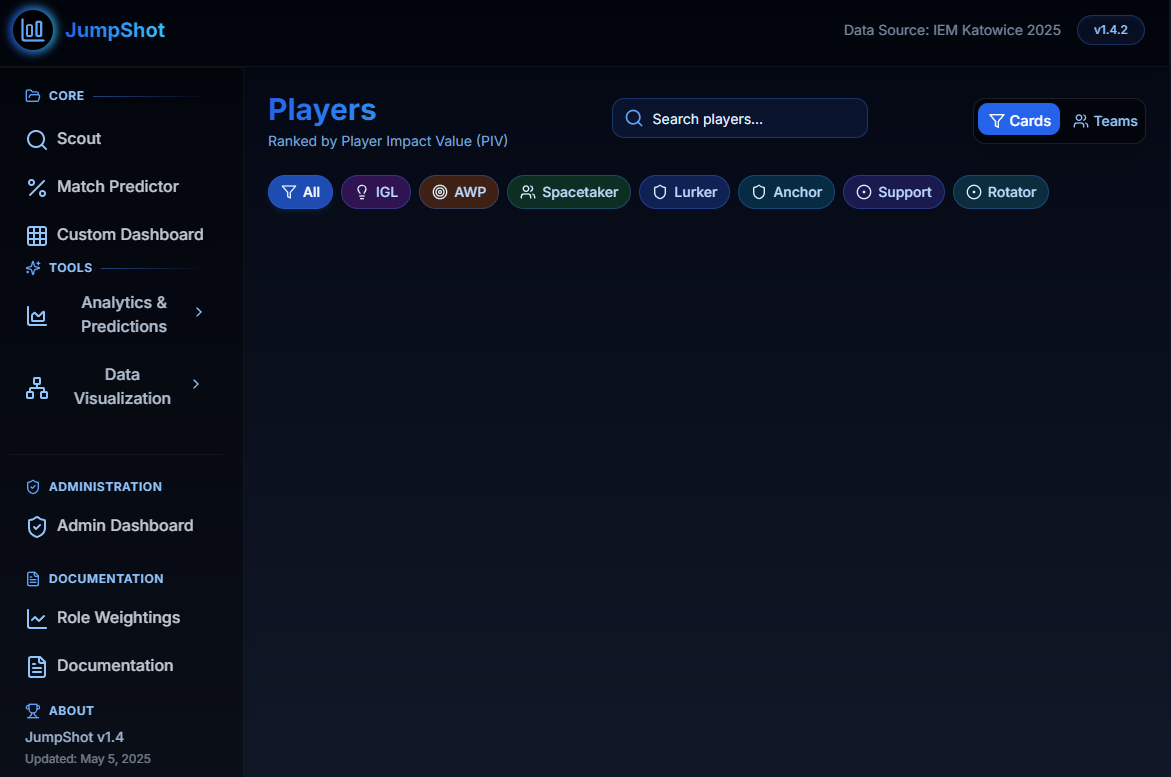 JumpShot
Data Source: IEM Katowice 2025
v1.4.2
CORE
Scout
Match Predictor
Custom Dashboard
TOOLS
Analytics &
Predictions
Data
Visualization
ADMINISTRATION
Admin Dashboard
DOCUMENTATION
Role Weightings
Documentation
ABOUT
JumpShot v1.4
Updated: May 5, 2025
Players
Ranked by Player Impact Value (PIV)
Search players...
Cards
Teams
All
IGL
AWP
Spacetaker
Lurker
Anchor
Support
Rotator